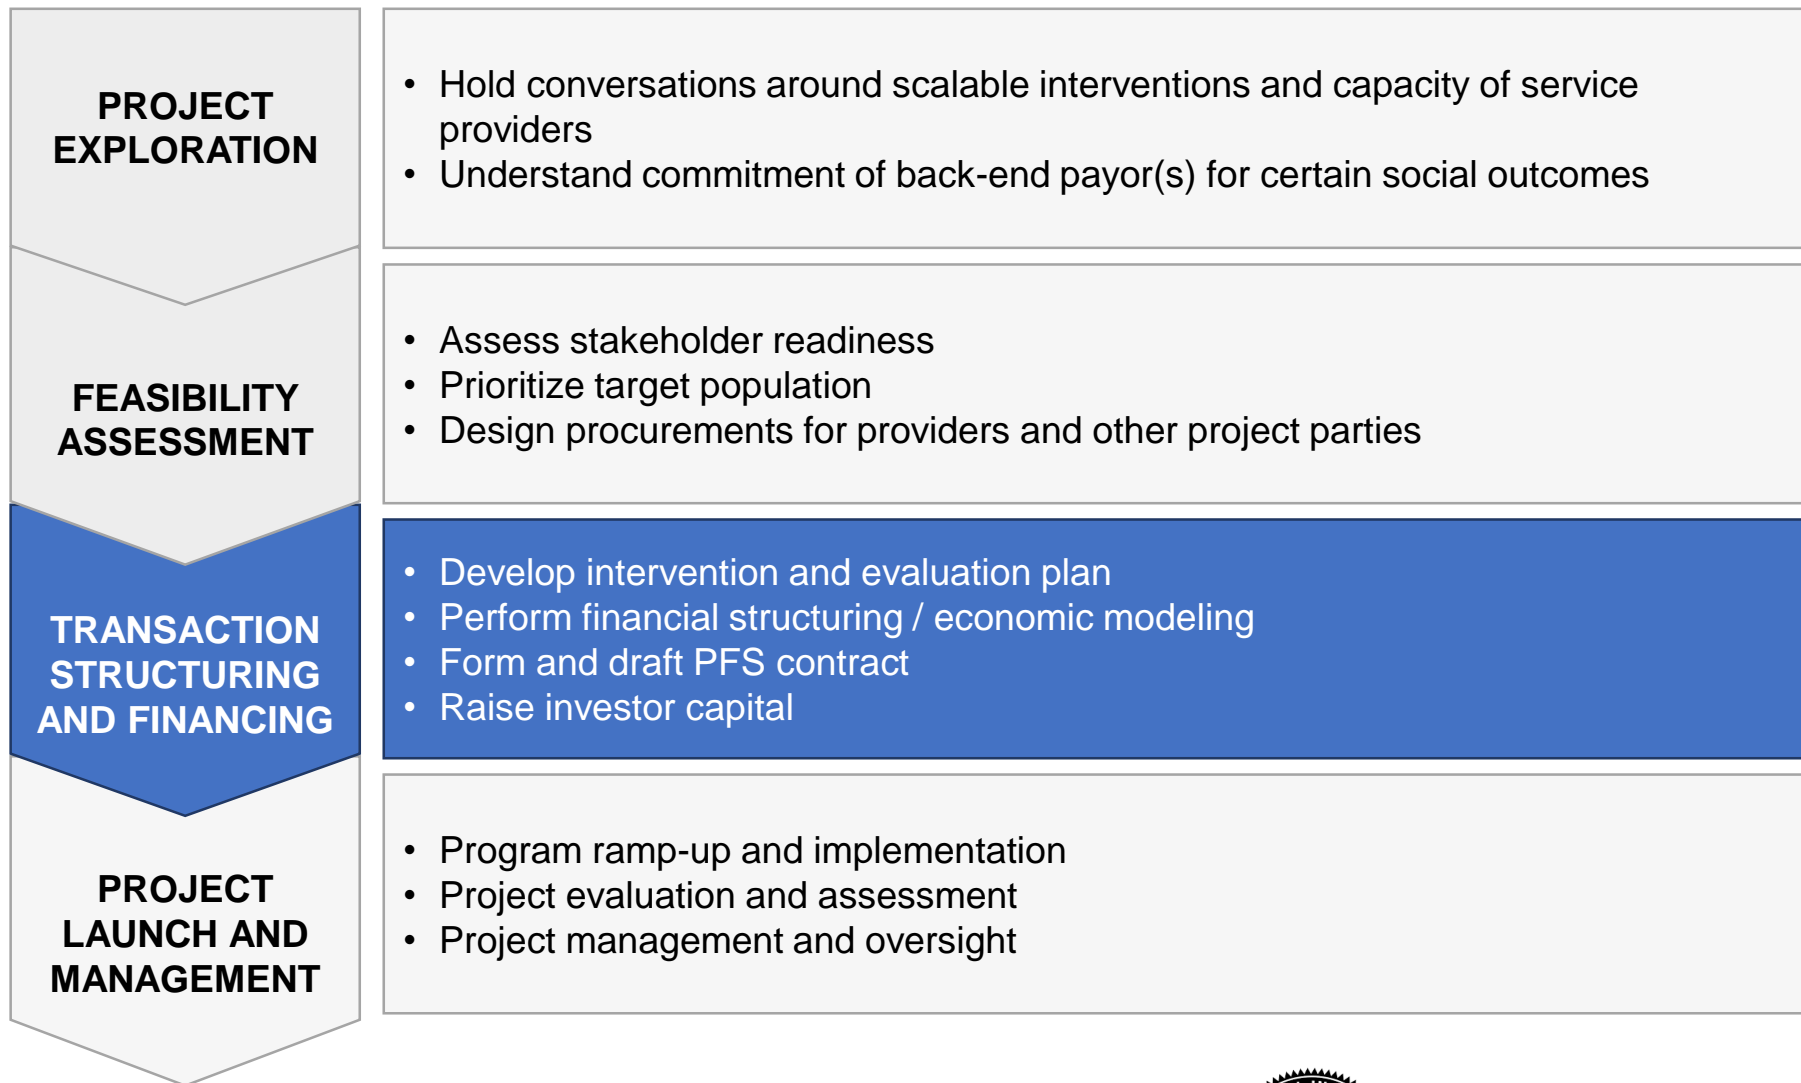 PROJECT
EXPLORATION
• Hold conversations around scalable interventions and capacity of service
providers
• Understand commitment of back-end payor(s) for certain social outcomes
FEASIBILITY
ASSESSMENT
• Assess stakeholder readiness
• Prioritize target population
• Design procurements for providers and other project parties
TRANSACTION
STRUCTURING
AND FINANCING
• Develop intervention and evaluation plan
• Perform financial structuring / economic modeling
• Form and draft PFS contract
• Raise investor capital
PROJECT
LAUNCH AND
MANAGEMENT
• Program ramp-up and implementation
• Project evaluation and assessment
• Project management and oversight